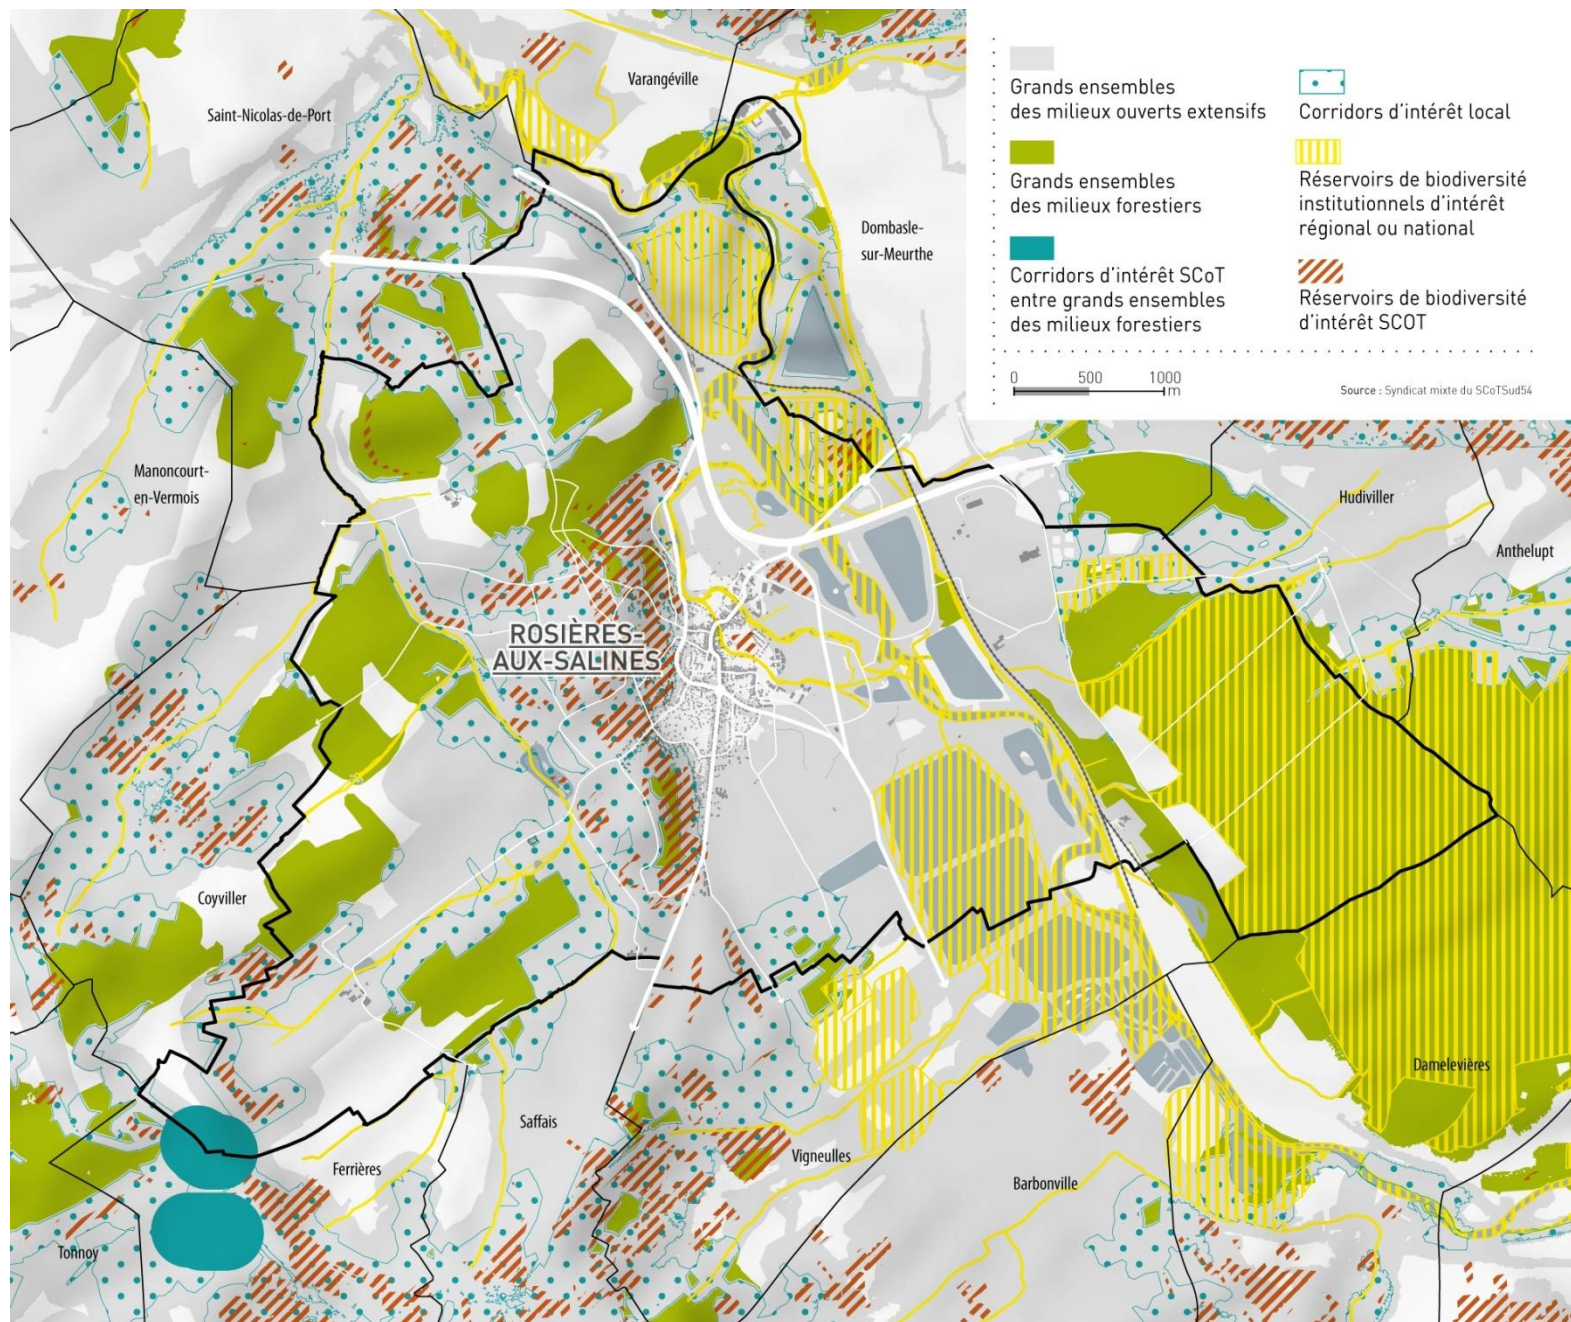 Varangéville
Saint-Nicolas-de-Port
Dombasle-
sur-Meurthe
Manoncourt-
en-Vermois
Hudiviller
Anthelupt
ROSIÈRES-
AUX-SALINES
Coyviller
Damelevières
Saffais
Ferrières
Vigneulles
Barbonville
Tonnoy
Grands ensembles
des milieux ouverts extensifs
Grands ensembles
des milieux forestiers
Corridors d'intérêt SCoT
entre grands ensembles
des milieux forestiers
Corridors d'intérêt local
Réservoirs de biodiversité
institutionnels d'intérêt
régional ou national
Réservoirs de biodiversité
d'intérêt SCOT
0 500 1000
m
Source : Syndicat mixte du SCoTSud54